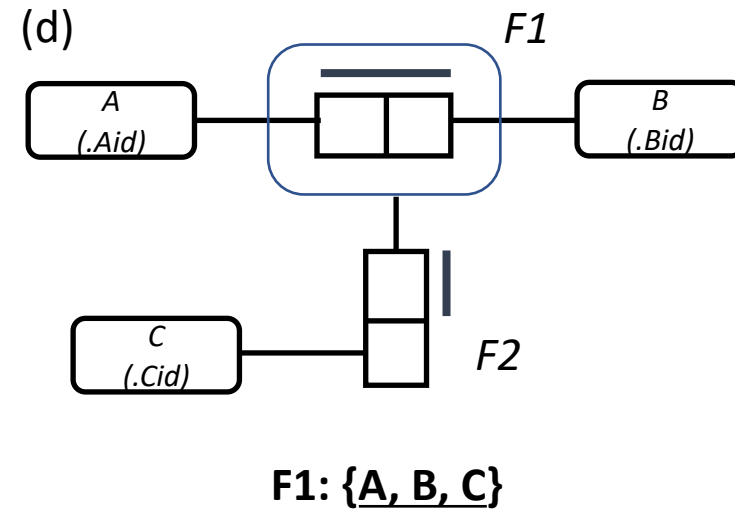 (d)
F1
A
(.Aid)
B
(.Bid)
C
(.Cid)
F2
F1: {A, B, C}